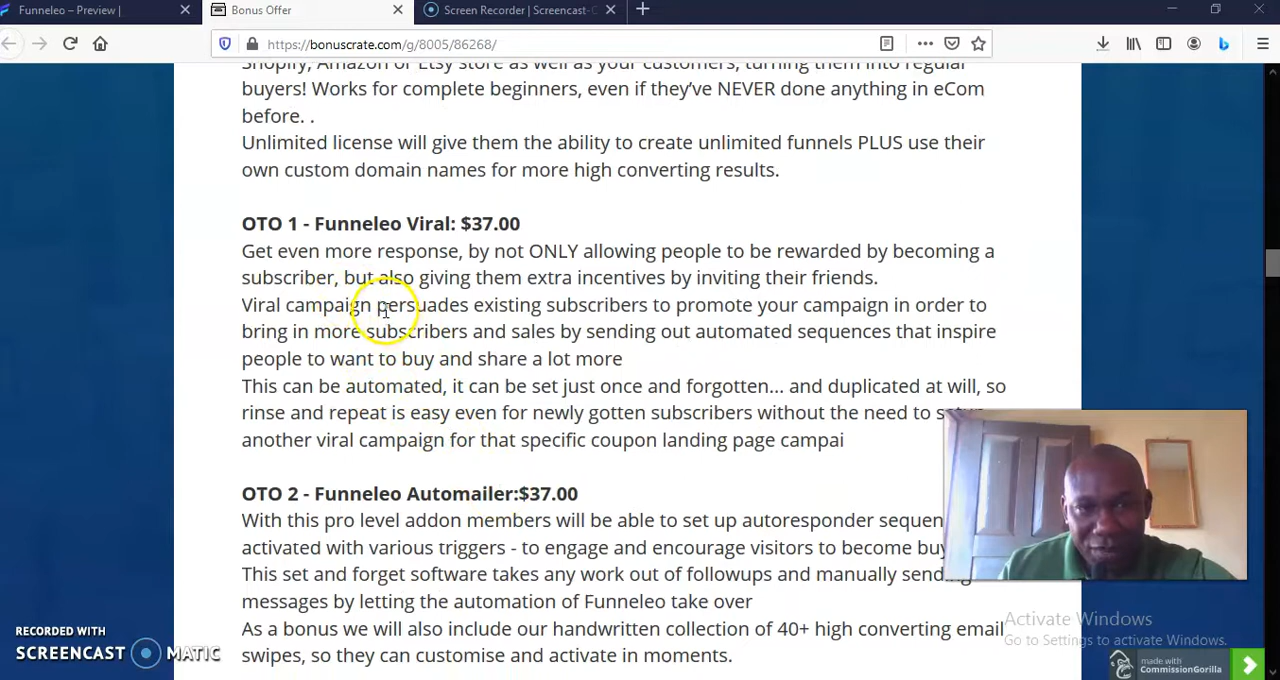 Funneleo – Preview |
Bonus Offer
Screen Recorder | Screencast-O
https://bonuscrate.com/g/8005/86268/
Shopify, Amazon or Etsy store as well as your customers, turning them into regular
buyers! Works for complete beginners, even if they’ve NEVER done anything in eCom
before. .
Unlimited license will give them the ability to create unlimited funnels PLUS use their
own custom domain names for more high converting results.
OTO 1 - Funneleo Viral: $37.00
Get even more response, by not ONLY allowing people to be rewarded by becoming a
subscriber, but also giving them extra incentives by inviting their friends.
Viral campaign persuades existing subscribers to promote your campaign in order to
bring in more subscribers and sales by sending out automated sequences that inspire
people to want to buy and share a lot more
This can be automated, it can be set just once and forgotten... and duplicated at will, so
rinse and repeat is easy even for newly gotten subscribers without the need to setup
another viral campaign for that specific coupon landing page campai
OTO 2 - Funneleo Automailer:$37.00
With this pro level addon members will be able to set up autoresponder sequen
activated with various triggers - to engage and encourage visitors to become buy
This set and forget software takes any work out of followups and manually sending
messages by letting the automation of Funneleo take over
As a bonus we will also include our handwritten collection of 40+ high converting email
swipes, so they can customise and activate in moments.
Activate Windows
Go to Settings to activate Windows.
RECORDED WITH
SCREENCAST MATIC
made with
CommissionGorilla